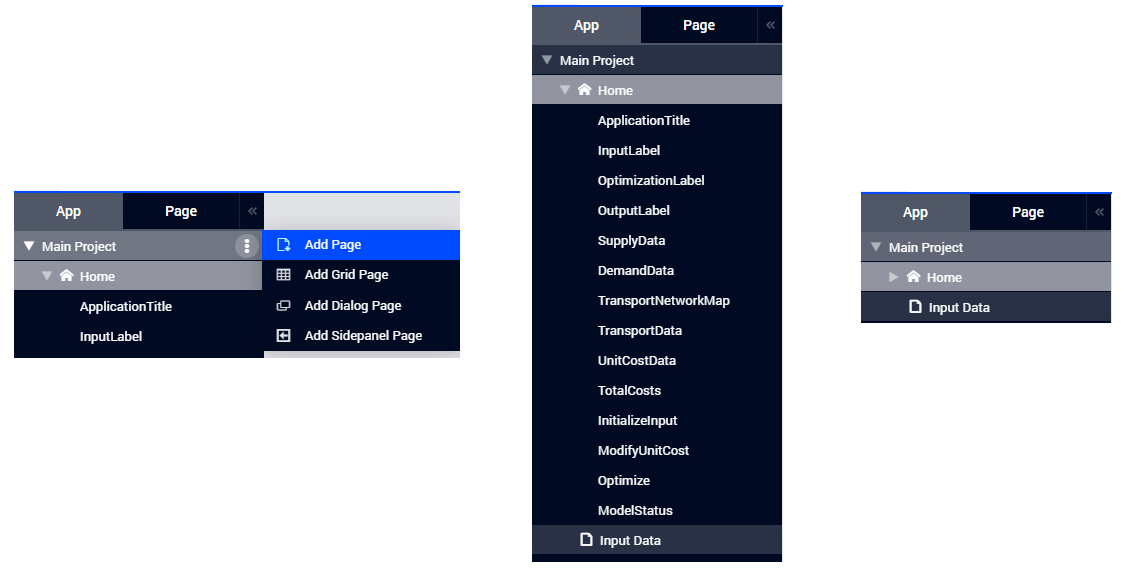 App Page «
Main Project
Home
ApplicationTitle
InputLabel
Add Page
Add Grid Page
Add Dialog Page
Add Sidepanel Page
App Page «
Main Project
Home
ApplicationTitle
InputLabel
OptimizationLabel
OutputLabel
SupplyData
DemandData
TransportNetworkMap
TransportData
UnitCostData
TotalCosts
InitializeInput
ModifyUnitCost
Optimize
ModelStatus
Input Data
App Page «
Main Project
Home
Input Data